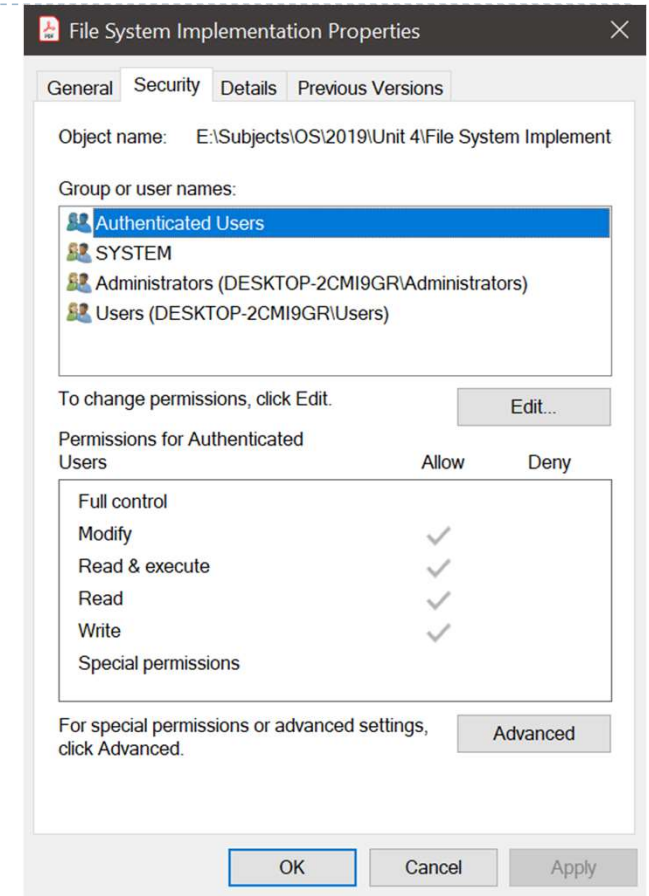 File System Implementation Properties
General Security Details Previous Versions
Object name: E:\Subjects\OS\2019\Unit 4\File System Implement
Group or user names:
Authenticated Users
SYSTEM
Administrators (DESKTOP-2CMI9GR\Administrators)
Users (DESKTOP-2CMI9GR\Users)
To change permissions, click Edit.
Edit...
Permissions for Authenticated
Users Allow Deny
Full control
Modify
Read & execute
Read
Write
Special permissions
For special permissions or advanced settings,
click Advanced.
Advanced
OK Cancel Apply